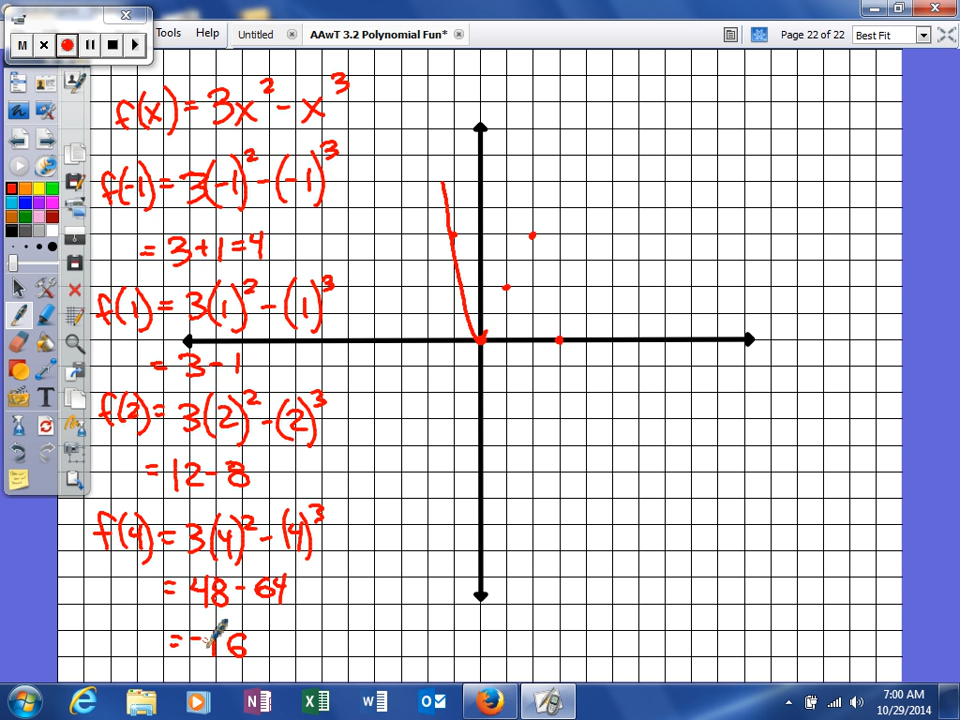 M
Tools Help Untitled AAwT 3.2 Polynomial Fun* Page 22 of 22 Best Fit
f(x) = 3x² - x³
f(-1) = 3(-1)² - (-1)³
= 3 + 1 = 4
f(1) = 3(1)² - (1)³
= 3 - 1
f(2) = 3(2)² - (2)³
= 12 - 8
f(4) = 3(4)² - (4)³
= 48 - 64
= -16
7:00 AM
10/29/2014